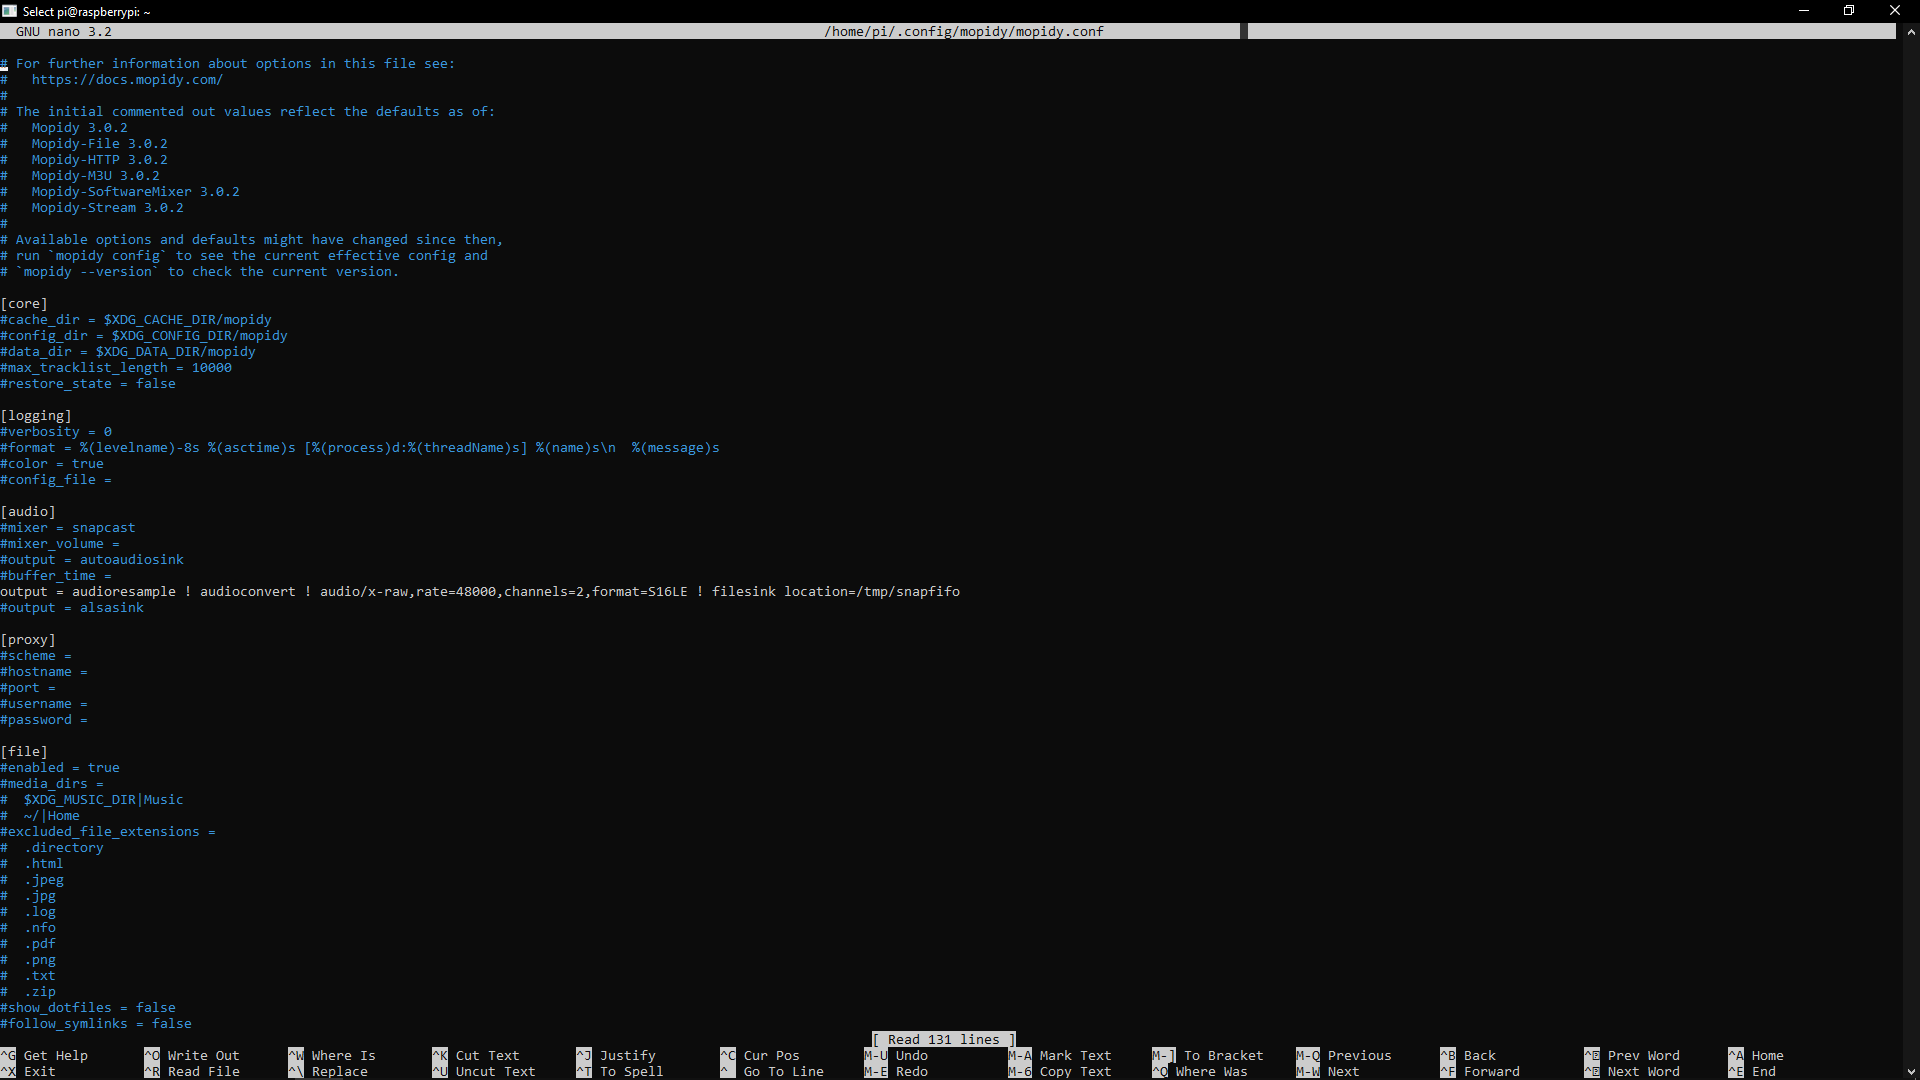 Select pi@raspberrypi: ~
GNU nano 3.2 /home/pi/.config/mopidy/mopidy.conf
# For further information about options in this file see:
#   https://docs.mopidy.com/
#
# The initial commented out values reflect the defaults as of:
#   Mopidy 3.0.2
#   Mopidy-File 3.0.2
#   Mopidy-HTTP 3.0.2
#   Mopidy-M3U 3.0.2
#   Mopidy-SoftwareMixer 3.0.2
#   Mopidy-Stream 3.0.2
#
# Available options and defaults might have changed since then,
# run `mopidy config` to see the current effective config and
# `mopidy --version` to check the current version.
[core]
#cache_dir = $XDG_CACHE_DIR/mopidy
#config_dir = $XDG_CONFIG_DIR/mopidy
#data_dir = $XDG_DATA_DIR/mopidy
#max_tracklist_length = 10000
#restore_state = false
[logging]
#verbosity = 0
#format = %(levelname)-8s %(asctime)s [%(process)d:%(threadName)s] %(name)s\n  %(message)s
#color = true
#config_file =
[audio]
#mixer = snapcast
#mixer_volume =
#output = autoaudiosink
#buffer_time =
output = audioresample ! audioconvert ! audio/x-raw,rate=48000,channels=2,format=S16LE ! filesink location=/tmp/snapfifo
#output = alsasink
[proxy]
#scheme =
#hostname =
#port =
#username =
#password =
[file]
#enabled = true
#media_dirs =
#  $XDG_MUSIC_DIR|Music
#  ~/|Home
#excluded_file_extensions =
#  .directory
#  .html
#  .jpeg
#  .jpg
#  .log
#  .nfo
#  .pdf
#  .png
#  .txt
#  .zip
#show_dotfiles = false
#follow_symlinks = false
[ Read 131 lines ]
^G Get Help ^O Write Out ^W Where Is ^K Cut Text ^J Justify ^C Cur Pos M-U Undo M-A Mark Text M-] To Bracket M-Q Previous ^B Back Prev Word ^A Home
^X Exit ^R Read File ^\ Replace ^U Uncut Text ^T To Spell ^_ Go To Line M-E Redo M-6 Copy Text ^Q Where Was M-W Next ^F Forward Next Word ^E End